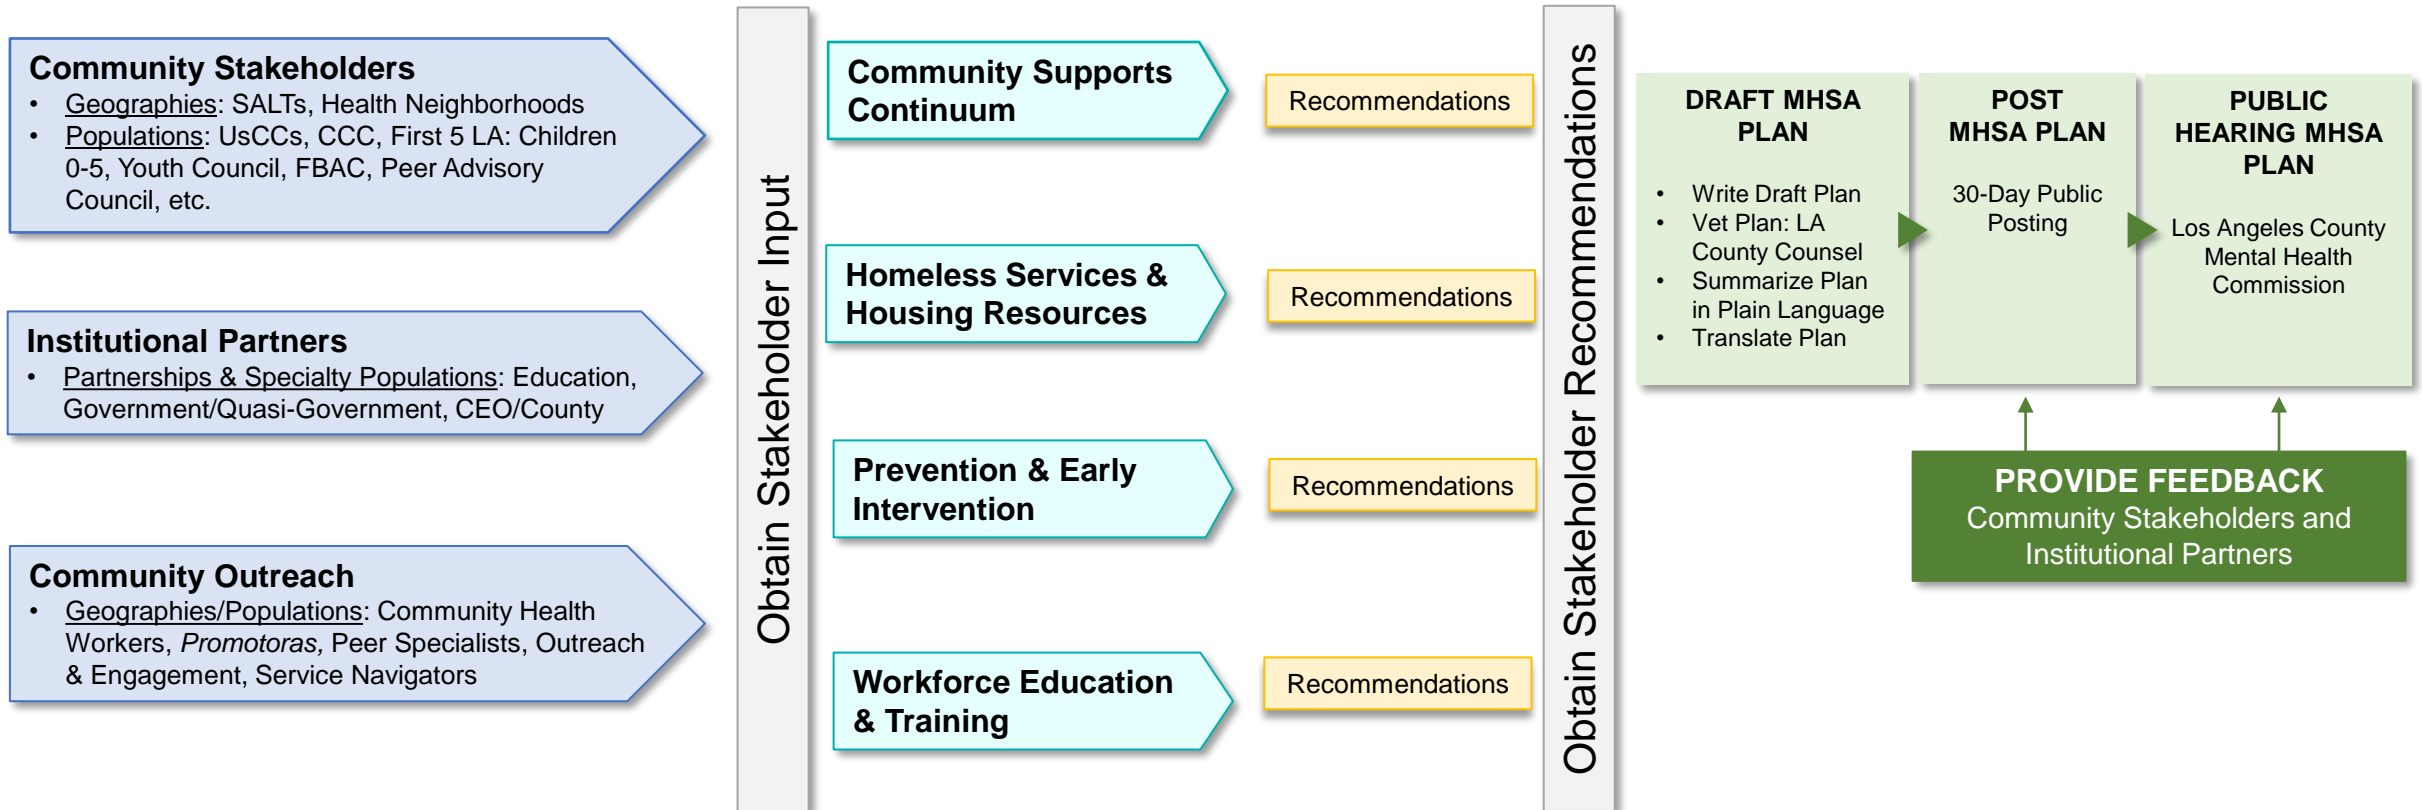 Community Stakeholders
• Geographies: SALTs, Health Neighborhoods
• Populations: UsCCs, CCC, First 5 LA: Children
0-5, Youth Council, FBAC, Peer Advisory
Council, etc.
Institutional Partners
• Partnerships & Specialty Populations: Education,
Government/Quasi-Government, CEO/County
Community Outreach
• Geographies/Populations: Community Health
Workers, Promotoras, Peer Specialists, Outreach
& Engagement, Service Navigators
Obtain Stakeholder Input
Community Supports
Continuum
Recommendations
Homeless Services &
Housing Resources
Recommendations
Prevention & Early
Intervention
Recommendations
Workforce Education
& Training
Recommendations
Obtain Stakeholder Recommendations
DRAFT MHSA
PLAN
• Write Draft Plan
• Vet Plan: LA
County Counsel
• Summarize Plan
in Plain Language
• Translate Plan
POST
MHSA PLAN
30-Day Public
Posting
PUBLIC
HEARING MHSA
PLAN
Los Angeles County
Mental Health
Commission
PROVIDE FEEDBACK
Community Stakeholders and
Institutional Partners